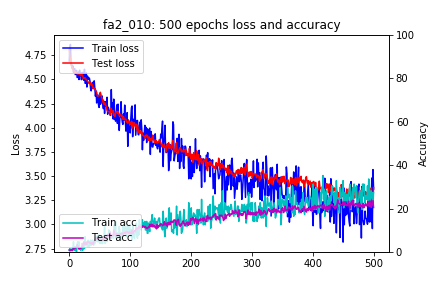 fa2_010: 500 epochs loss and accuracy
Train loss
Test loss
Train acc
Test acc
Loss
4.75
4.50
4.25
4.00
3.75
3.50
3.25
3.00
2.75
Accuracy
100
80
60
40
20
0
0 100 200 300 400 500